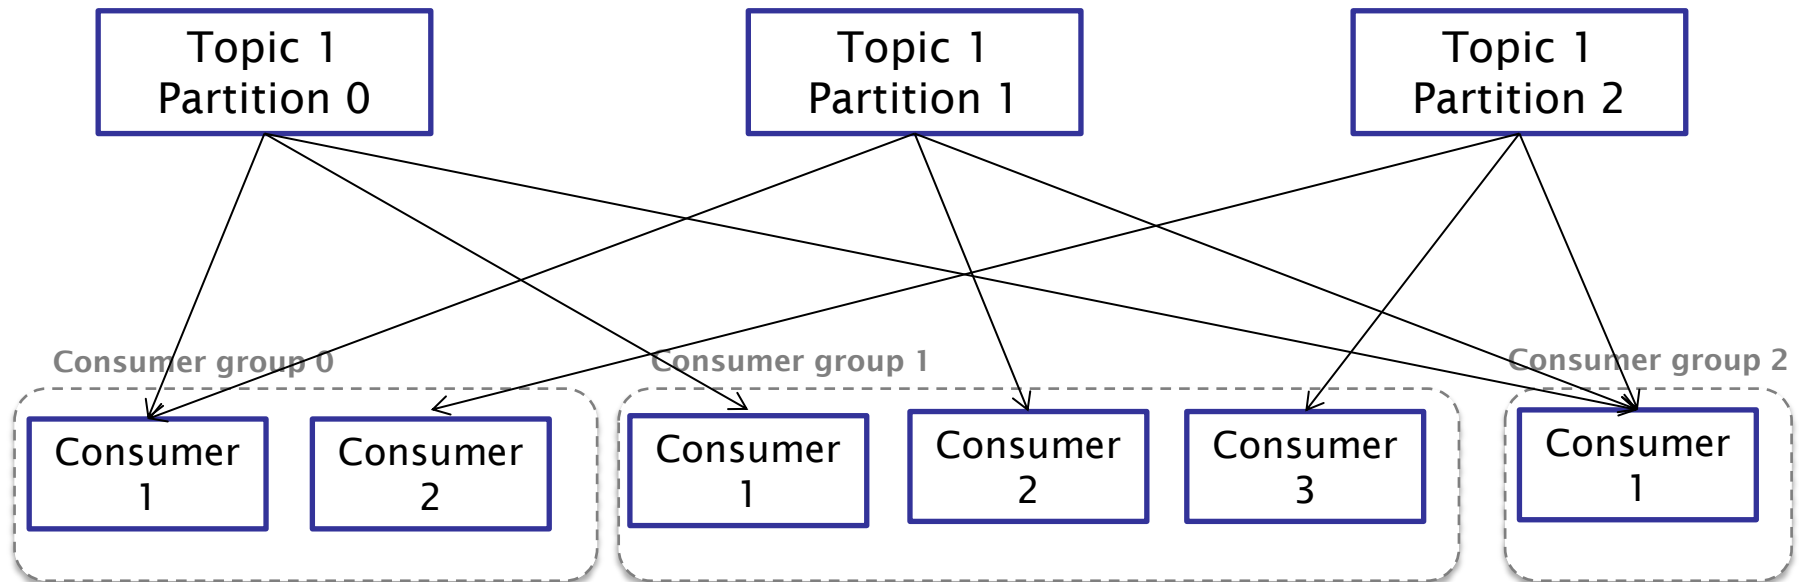 Topic 1
Partition 0
Topic 1
Partition 1
Topic 1
Partition 2
Consumer group 0
Consumer group 1
Consumer group 2
Consumer
1
Consumer
2
Consumer
1
Consumer
2
Consumer
3
Consumer
1